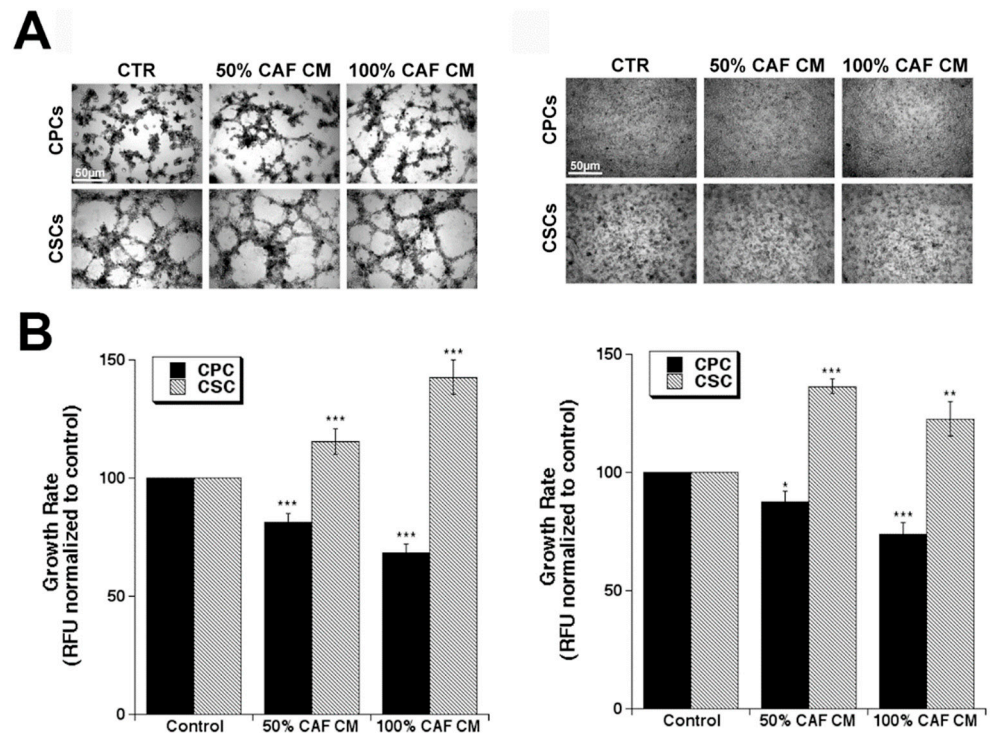 A
CTR 50% CAF CM 100% CAF CM
CPCs
50µm
CSCs
CTR 50% CAF CM 100% CAF CM
CPCs
50µm
CSCs
B
Growth Rate
(RFU normalized to control)
150
100
50
0
CPC
CSC
***
***
***
***
Control 50% CAF CM 100% CAF CM
Growth Rate
(RFU normalized to control)
150
100
50
0
CPC
CSC
*
***
***
**
Control 50% CAF CM 100% CAF CM